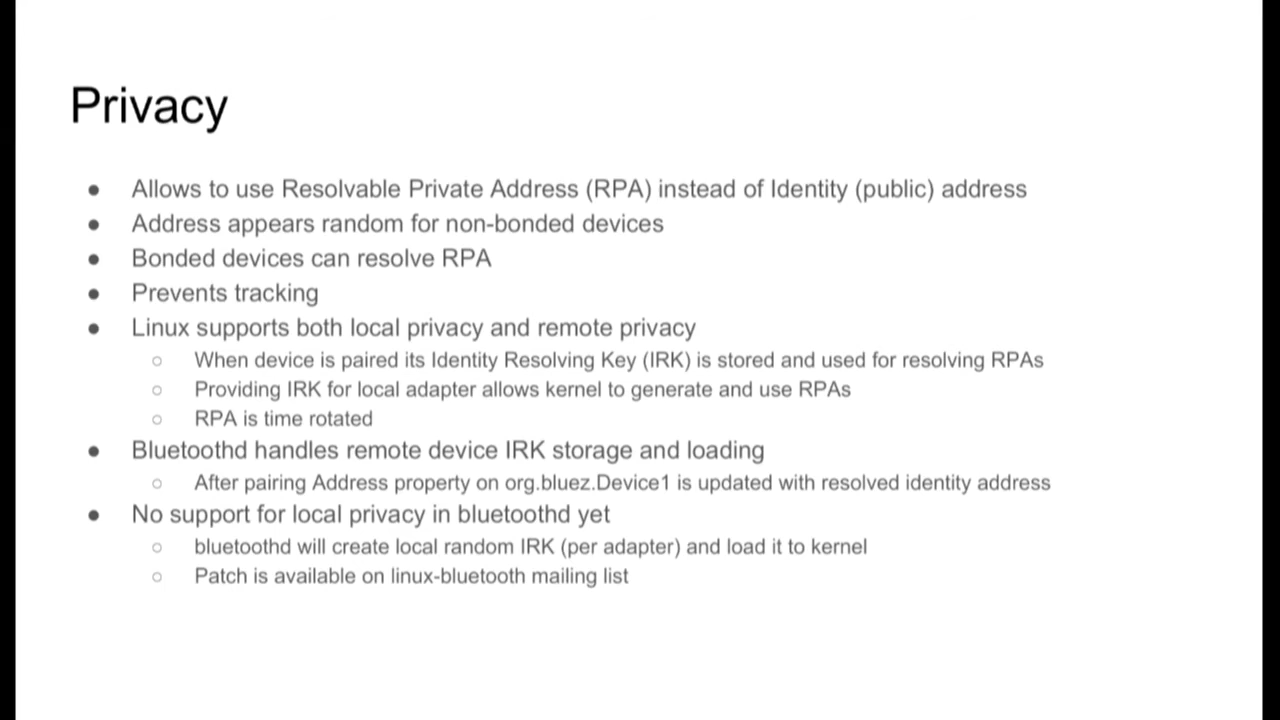 Privacy
● Allows to use Resolvable Private Address (RPA) instead of Identity (public) address
● Address appears random for non-bonded devices
● Bonded devices can resolve RPA
● Prevents tracking
● Linux supports both local privacy and remote privacy
○ When device is paired its Identity Resolving Key (IRK) is stored and used for resolving RPAs
○ Providing IRK for local adapter allows kernel to generate and use RPAs
○ RPA is time rotated
● Bluetoothd handles remote device IRK storage and loading
○ After pairing Address property on org.bluez.Device1 is updated with resolved identity address
● No support for local privacy in bluetoothd yet
○ bluetoothd will create local random IRK (per adapter) and load it to kernel
○ Patch is available on linux-bluetooth mailing list